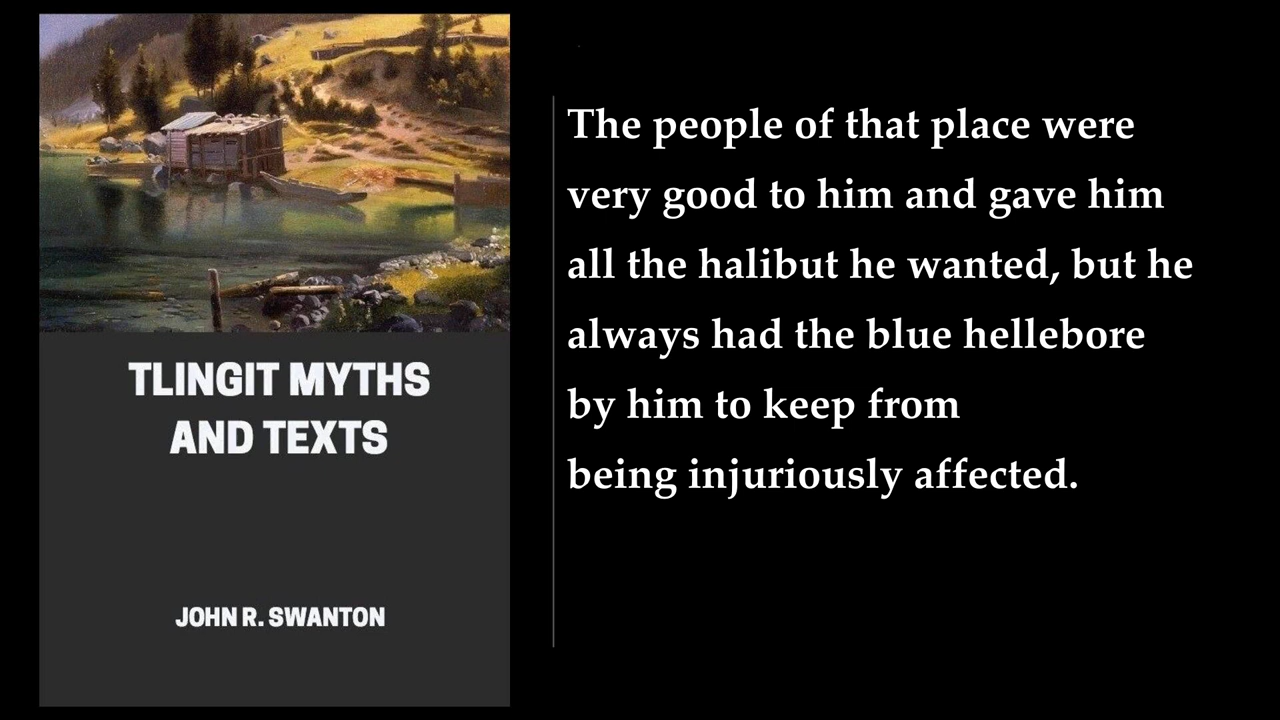 TLINGIT MYTHS
AND TEXTS
JOHN R. SWANTON
The people of that place were
very good to him and gave him
all the halibut he wanted, but he
always had the blue hellebore
by him to keep from
being injuriously affected.